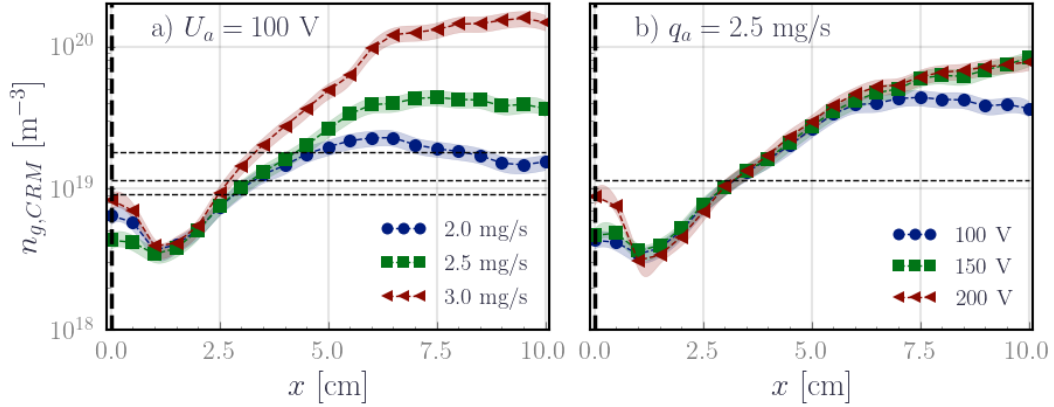 a) U_a = 100 V
b) q_a = 2.5 mg/s
n_{g,CRM} [m^{-3}]
10^{20}
10^{19}
10^{18}
2.0 mg/s
2.5 mg/s
3.0 mg/s
100 V
150 V
200 V
0.0 2.5 5.0 7.5 10.0
0.0 2.5 5.0 7.5 10.0
x [cm]
x [cm]